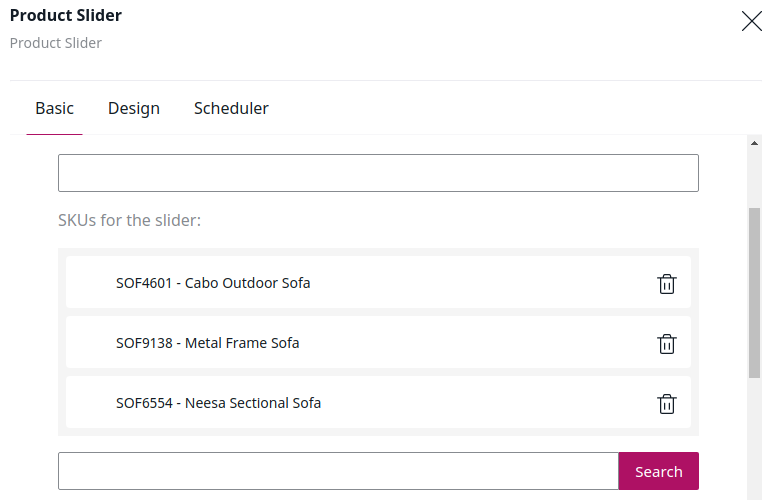 Product Slider
Product Slider
Basic Design Scheduler
SKUs for the slider:
SOF4601 - Cabo Outdoor Sofa
SOF9138 - Metal Frame Sofa
SOF6554 - Neesa Sectional Sofa
Search